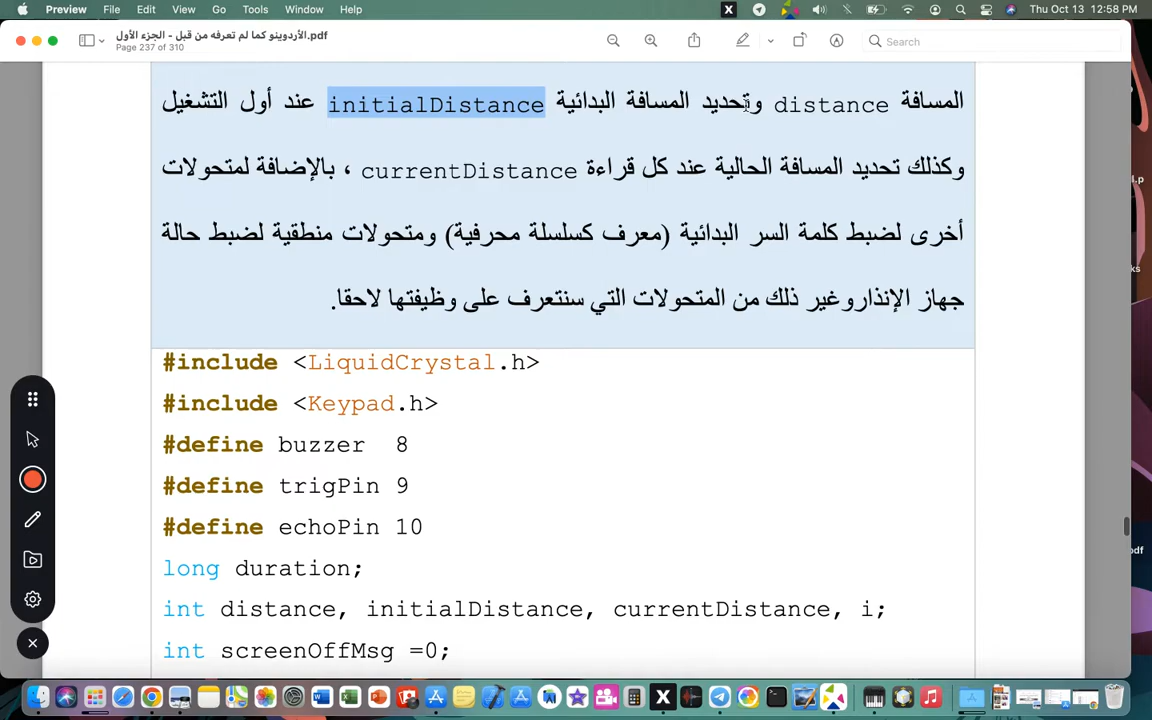 Preview File Edit View Go Tools Window Help X Thu Oct 13 12:58 PM
الأردوينو كما لم تعرفه من قبل - الجزء الأول.pdf
Page 237 of 310
Search
المسافة distance وتحديد المسافة البدائية initialDistance عند أول التشغيل
وكذلك تحديد المسافة الحالية عند كل قراءة currentDistance ، بالإضافة لمتحولات
أخرى لضبط كلمة السر البدائية (معرف كسلسلة محرفية) ومتحولات منطقية لضبط حالة
جهاز الإنذاروغير ذلك من المتحولات التي سنتعرف على وظيفتها لاحقا.
#include <LiquidCrystal.h>
#include <Keypad.h>
#define buzzer 8
#define trigPin 9
#define echoPin 10
long duration;
int distance, initialDistance, currentDistance, i;
int screenOffMsg =0;